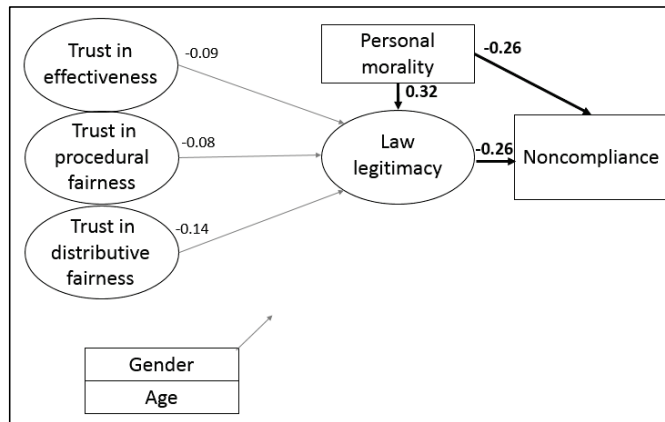 Trust in
effectiveness
-0.09
Trust in
procedural
fairness
-0.08
Trust in
distributive
fairness
-0.14
Personal
morality
-0.26
0.32
Law
legitimacy
-0.26
Noncompliance
Gender
Age